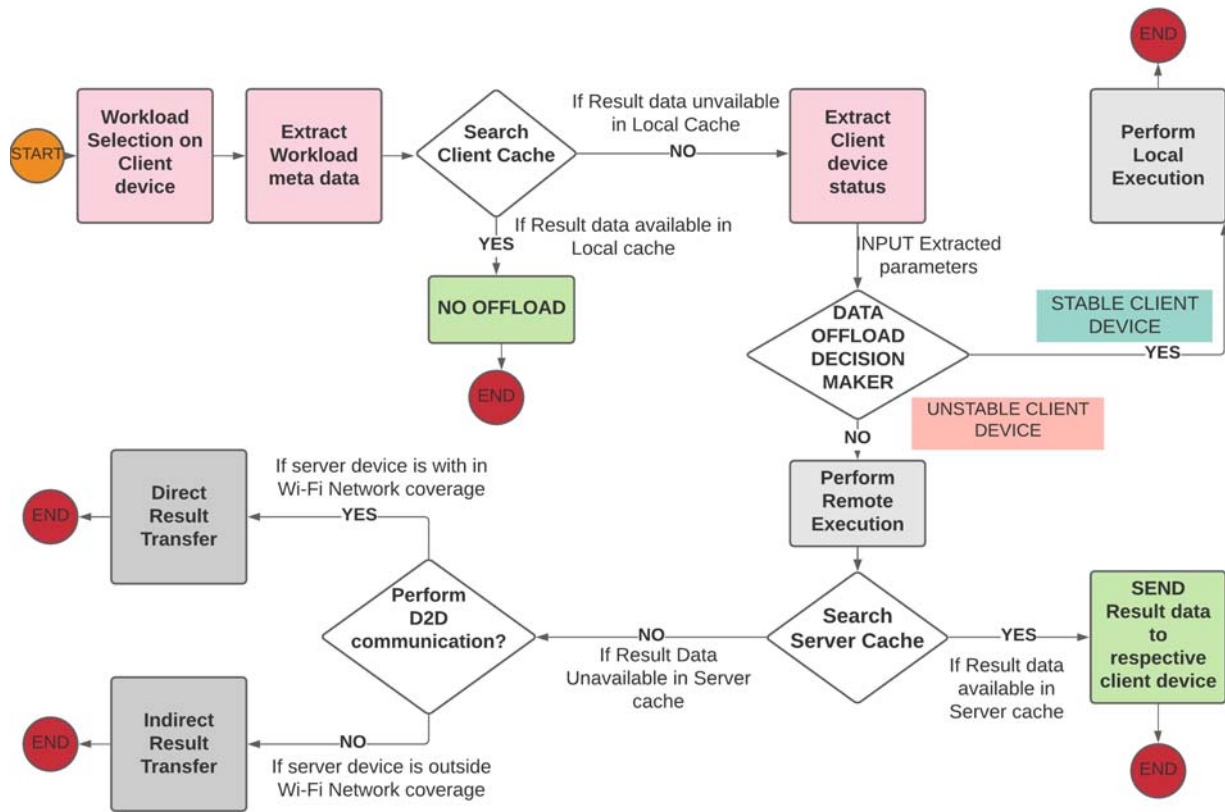 END
START
Workload
Selection on
Client
device
Extract
Workload
meta data
Search
Client Cache
If Result data unvailable
in Local Cache
NO
Extract
Client
device
status
Perform
Local
Execution
YES
If Result data available in
Local cache
NO OFFLOAD
END
INPUT Extracted
parameters
DATA
OFFLOAD
DECISION
MAKER
STABLE CLIENT
DEVICE
YES
UNSTABLE CLIENT
DEVICE
NO
Perform
Remote
Execution
Search
Server Cache
YES
If Result data
available in
Server cache
SEND
Result data
to
respective
client device
END
NO
If Result Data
Unavailable in Server
cache
Perform
D2D
communication?
If server device is with in
Wi-Fi Network coverage
YES
Direct
Result
Transfer
END
NO
If server device is outside
Wi-Fi Network coverage
Indirect
Result
Transfer
END